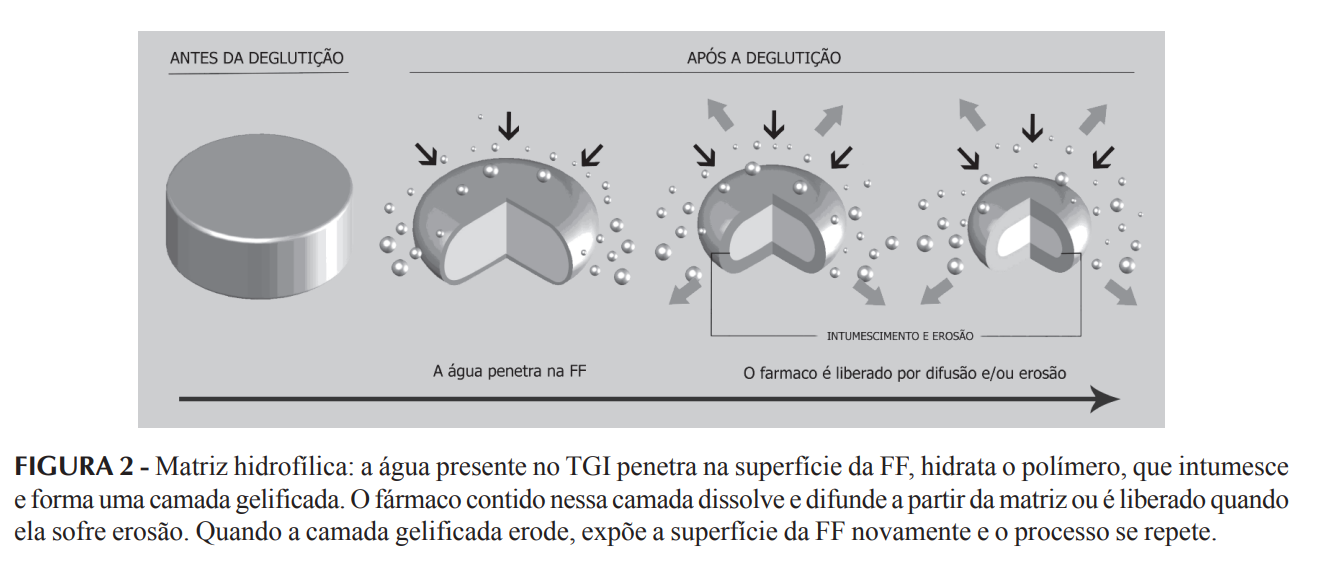 ANTES DA DEGLUTIÇÃO
APÓS A DEGLUTIÇÃO
INTUMESCIMENTO E EROSÃO
A água penetra na FF
O farmaco é liberado por difusão e/ou erosão
FIGURA 2 - Matriz hidrofílica: a água presente no TGI penetra na superfície da FF, hidrata o polímero, que intumesce
e forma uma camada gelificada. O fármaco contido nessa camada dissolve e difunde a partir da matriz ou é liberado quando
ela sofre erosão. Quando a camada gelificada erode, expõe a superfície da FF novamente e o processo se repete.